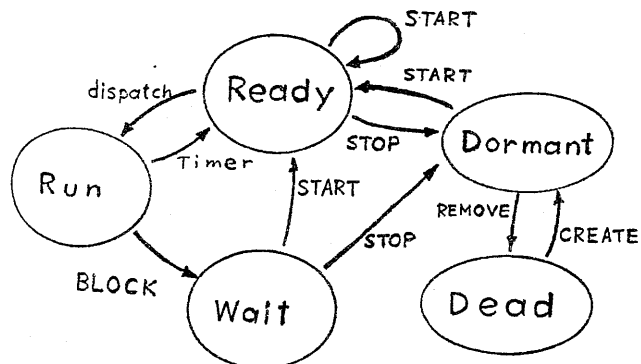 START
START
dispatch
Ready
STOP
Dormant
Timer
Run
START
REMOVE
STOP
CREATE
BLOCK
Wait
Dead